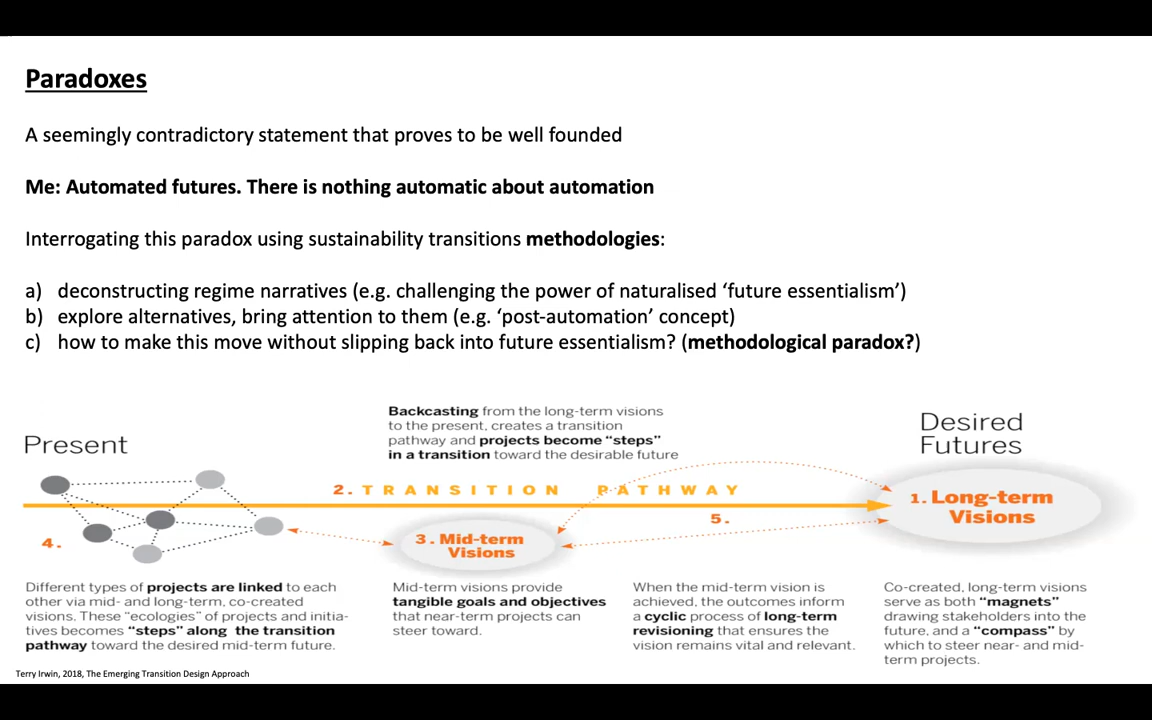 Paradoxes
A seemingly contradictory statement that proves to be well founded
Me: Automated futures. There is nothing automatic about automation
Interrogating this paradox using sustainability transitions methodologies:
a) deconstructing regime narratives (e.g. challenging the power of naturalised ‘future essentialism’)
b) explore alternatives, bring attention to them (e.g. ‘post-automation’ concept)
c) how to make this move without slipping back into future essentialism? (methodological paradox?)
Present
Backcasting from the long-term visions
to the present, creates a transition
pathway and projects become “steps”
in a transition toward the desirable future
Desired
Futures
2. TRANSITION PATHWAY
1. Long-term
Visions
3. Mid-term
Visions
4.
5.
Different types of projects are linked to each
other via mid- and long-term, co-created
visions. These “ecologies” of projects and initia-
tives becomes “steps” along the transition
pathway toward the desired mid-term future.
Mid-term visions provide
tangible goals and objectives
that near-term projects can
steer toward.
When the mid-term vision is
achieved, the outcomes inform
a cyclic process of long-term
revisioning that ensures the
vision remains vital and relevant.
Co-created, long-term visions
serve as both “magnets”
drawing stakeholders into the
future, and a “compass” by
which to steer near- and mid-
term projects.
Terry Irwin, 2018, The Emerging Transition Design Approach